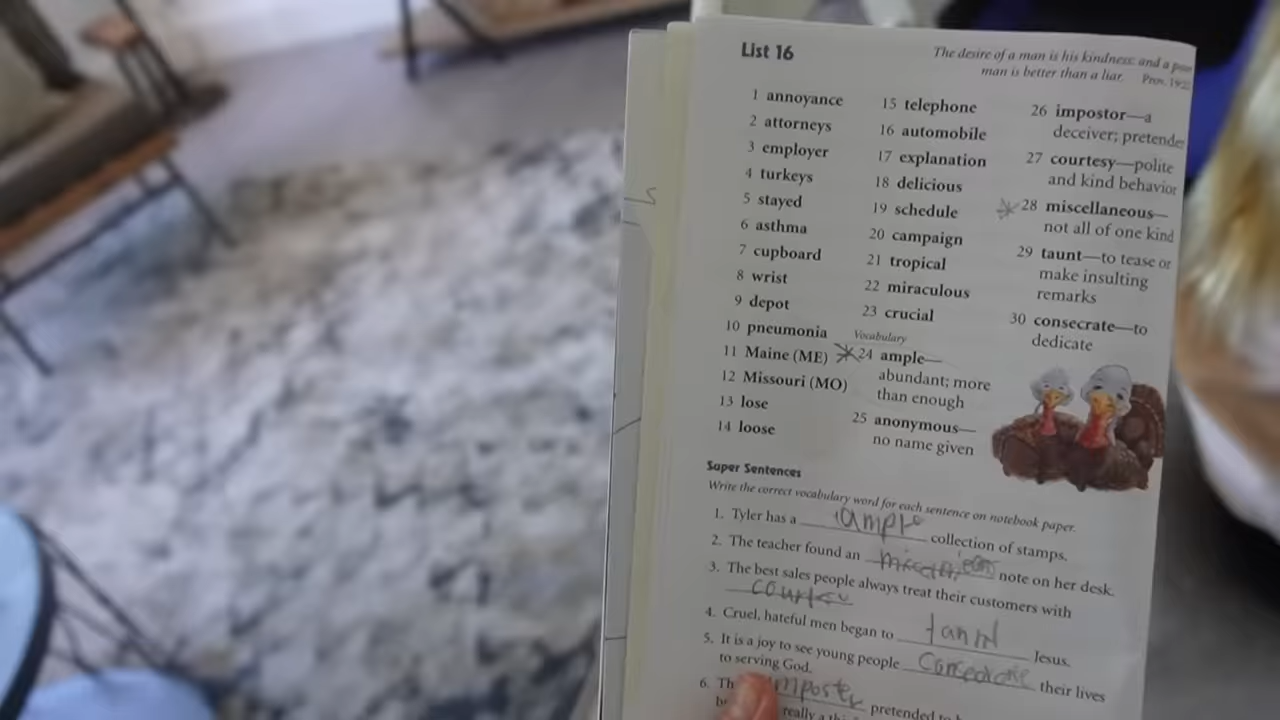 List 16
The desire of a man is his kindness: and a poor
man is better than a liar. Prov. 19:22
1 annoyance
2 attorneys
3 employer
4 turkeys
5 stayed
6 asthma
7 cupboard
8 wrist
9 depot
10 pneumonia
11 Maine (ME)
12 Missouri (MO)
13 lose
14 loose
15 telephone
16 automobile
17 explanation
18 delicious
19 schedule
20 campaign
21 tropical
22 miraculous
23 crucial
Vocabulary
24 ample—
abundant; more
than enough
25 anonymous—
no name given
26 impostor—a
deceiver; pretende
27 courtesy—polite
and kind behavior
28 miscellaneous—
not all of one kind
29 taunt—to tease or
make insulting
remarks
30 consecrate—to
dedicate
Super Sentences
Write the correct vocabulary word for each sentence on notebook paper.
1. Tyler has a ample collection of stamps.
2. The teacher found an note on her desk.
3. The best sales people always treat their customers with
4. Cruel, hateful men began to Jesus.
5. It is a joy to see young people their lives
to serving God.
6. Th imposter pretended to b
really a thi